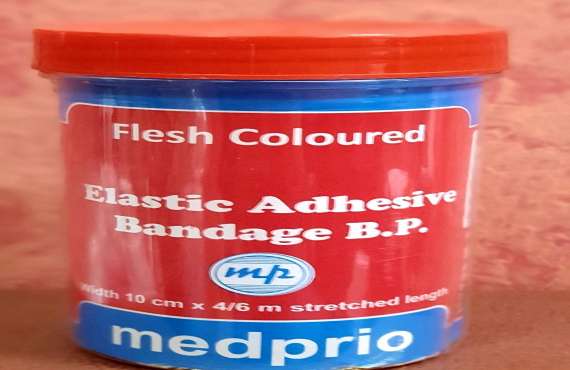 Flesh Coloured
Elastic Adhesive
Bandage B.P.
mp
Width 10 cm x 4/6 m stretched length
medprio